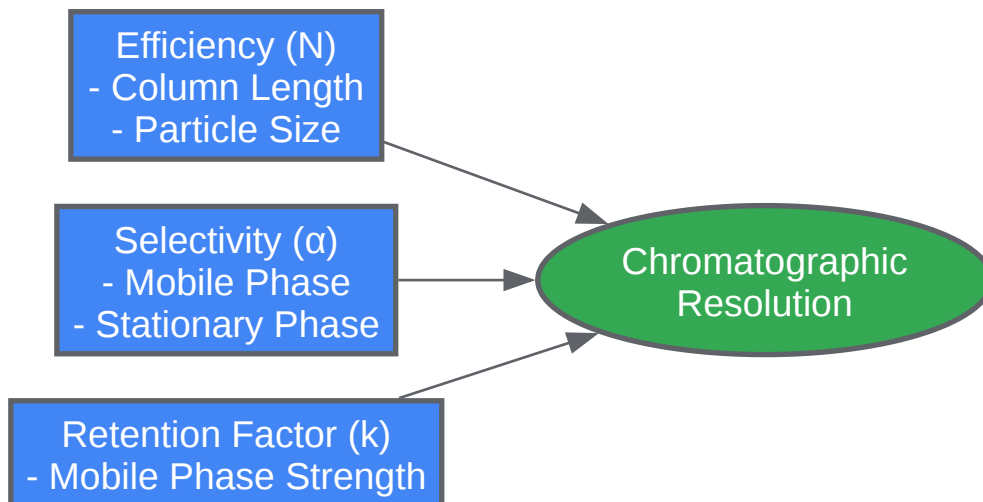 Efficiency (N)
- Column Length
- Particle Size
Selectivity (α)
- Mobile Phase
- Stationary Phase
Chromatographic
Resolution
Retention Factor (k)
- Mobile Phase Strength